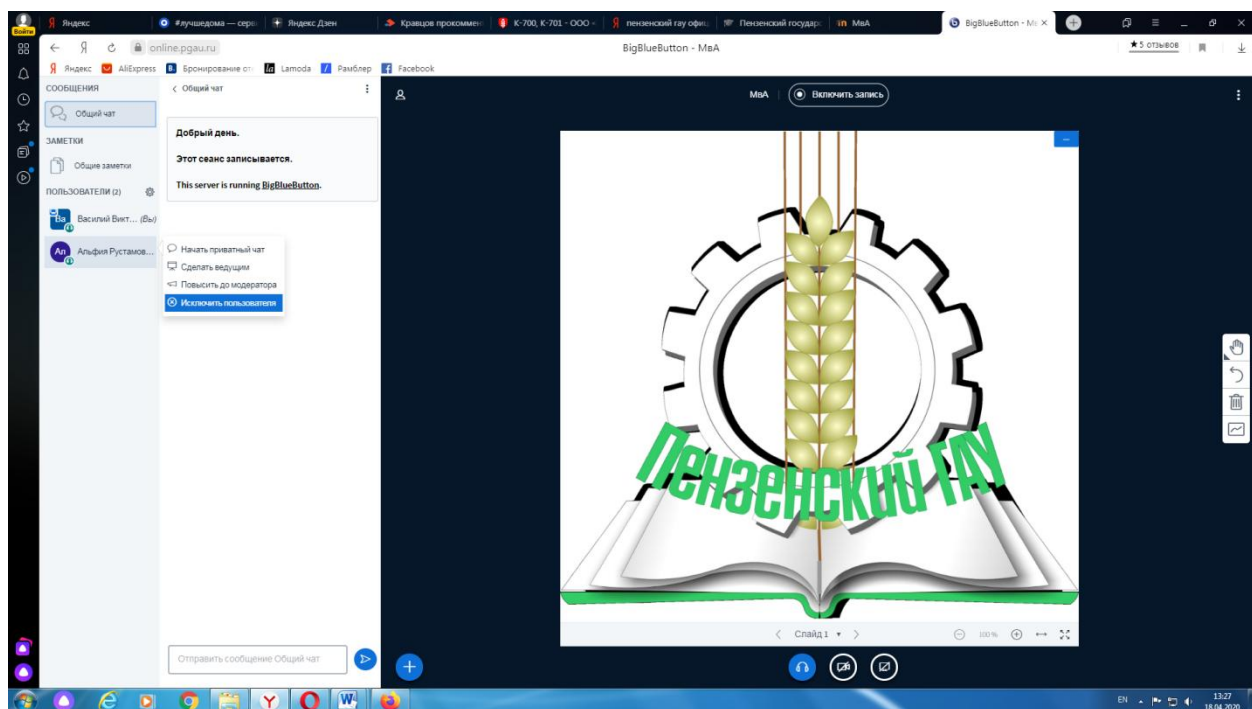 Войти
Яндекс
#лучшедома — серв
Яндекс Дзен
Кравцов прокоммен
К-700, К-701 - ООО «
пензенский гау офиц
Пензенский государс
МвА
BigBlueButton - Мв
online.pgau.ru
BigBlueButton - МвА
★5 отзывов
Яндекс
AliExpress
Бронирование от
Lamoda
Рамблер
Facebook
СООБЩЕНИЯ
Общий чат
ЗАМЕТКИ
Общие заметки
ПОЛЬЗОВАТЕЛИ (2)
Ва Василий Викт... (Вы)
Ал Альфия Рустамов...
Общий чат
Добрый день.
Этот сеанс записывается.
This server is running BigBlueButton.
Начать приватный чат
Сделать ведущим
Повысить до модератора
Исключить пользователя
Отправить сообщение Общий чат
МвА
Включить запись
Пензенский ГАУ
Слайд 1
100%
EN
13:27
18.04.2020